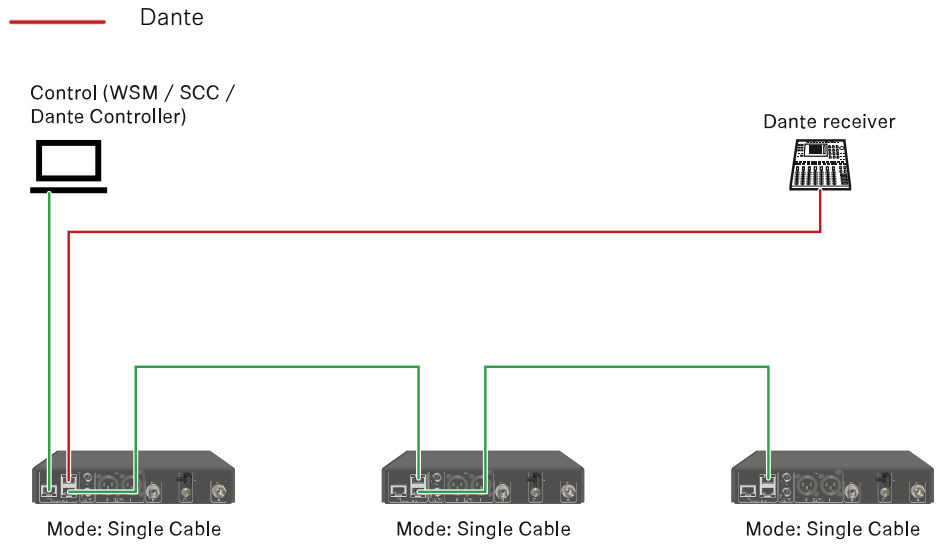 Dante
Control (WSM / SCC /
Dante Controller)
Dante receiver
Mode: Single Cable
Mode: Single Cable
Mode: Single Cable